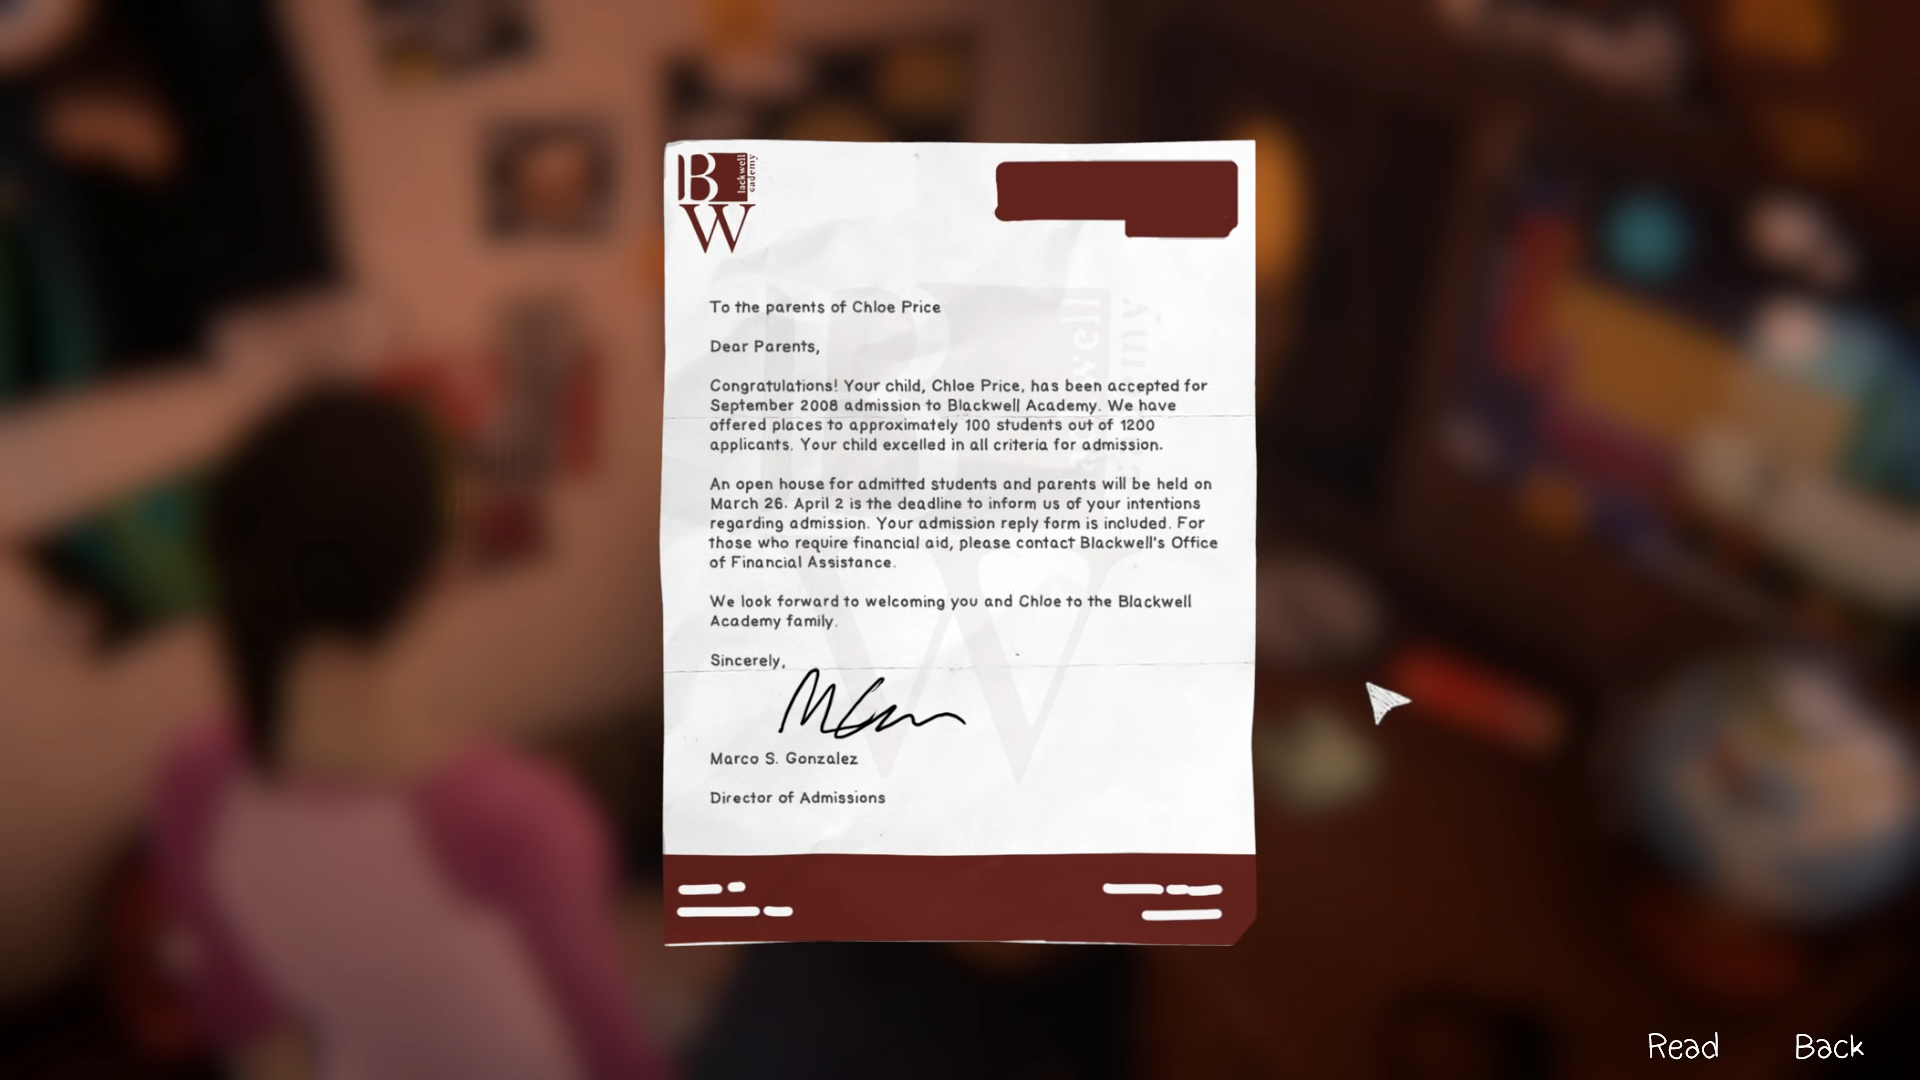 B
W
lackwell
cademy
To the parents of Chloe Price
Dear Parents,
Congratulations! Your child, Chloe Price, has been accepted for
September 2008 admission to Blackwell Academy. We have
offered places to approximately 100 students out of 1200
applicants. Your child excelled in all criteria for admission.
An open house for admitted students and parents will be held on
March 26. April 2 is the deadline to inform us of your intentions
regarding admission. Your admission reply form is included. For
those who require financial aid, please contact Blackwell's Office
of Financial Assistance.
We look forward to welcoming you and Chloe to the Blackwell
Academy family.
Sincerely,
Marco S. Gonzalez
Director of Admissions
Read
Back